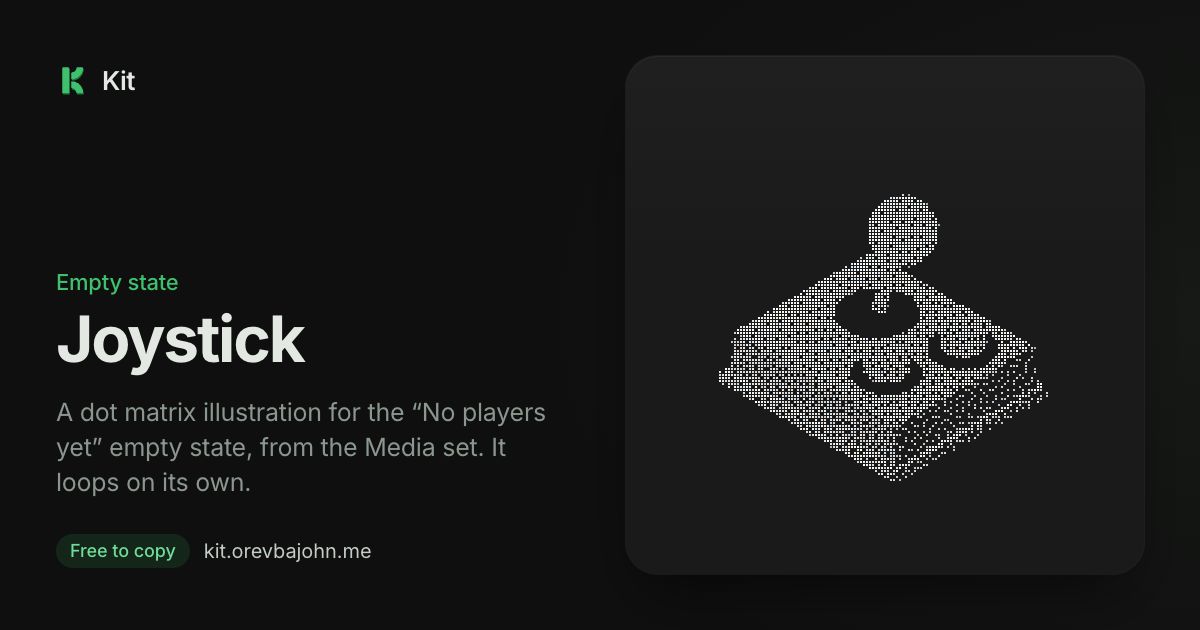 Kit
Empty state
Joystick
A dot matrix illustration for the “No players
yet” empty state, from the Media set. It
loops on its own.
Free to copy
kit.orevbajohn.me